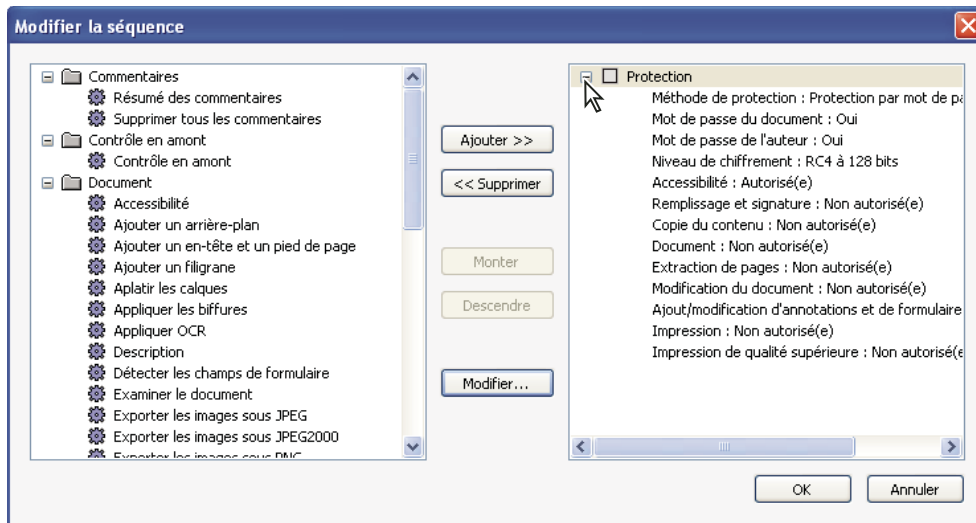 Modifier la séquence
Commentaires
Résumé des commentaires
Supprimer tous les commentaires
Contrôle en amont
Contrôle en amont
Document
Accessibilité
Ajouter un arrière-plan
Ajouter un en-tête et un pied de page
Ajouter un filigrane
Aplatir les calques
Appliquer les biffures
Appliquer OCR
Description
Détecter les champs de formulaire
Examiner le document
Exporter les images sous JPEG
Exporter les images sous JPEG2000
Exporter les images sous PNG
Ajouter >>
<< Supprimer
Monter
Descendre
Modifier...
Protection
Méthode de protection : Protection par mot de pa
Mot de passe du document : Oui
Mot de passe de l'auteur : Oui
Niveau de chiffrement : RC4 à 128 bits
Accessibilité : Autorisé(e)
Remplissage et signature : Non autorisé(e)
Copie du contenu : Non autorisé(e)
Document : Non autorisé(e)
Extraction de pages : Non autorisé(e)
Modification du document : Non autorisé(e)
Ajout/modification d'annotations et de formulaire
Impression : Non autorisé(e)
Impression de qualité supérieure : Non autorisé(e
OK
Annuler